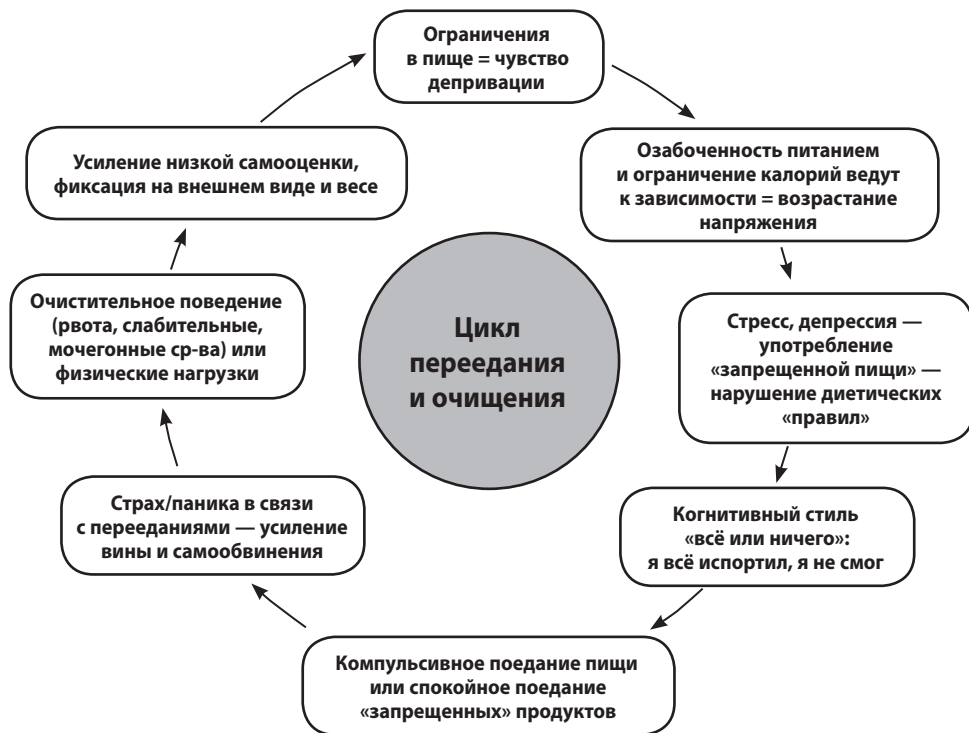 Ограничения
в пище = чувство
депривации
Озабоченность питанием
и ограничение калорий ведут
к зависимости = возрастание
напряжения
Стресс, депрессия —
употребление
«запрещенной пищи» —
нарушение диетических
«правил»
Когнитивный стиль
«всё или ничего»:
я всё испортил, я не смог
Компульсивное поедание пищи
или спокойное поедание
«запрещенных» продуктов
Страх/паника в связи
с перееданиями — усиление
вины и самообвинения
Очистительное поведение
(рвота, слабительные,
мочегонные ср-ва) или
физические нагрузки
Усиление низкой самооценки,
фиксация на внешнем виде и весе
Цикл
переедания
и очищения